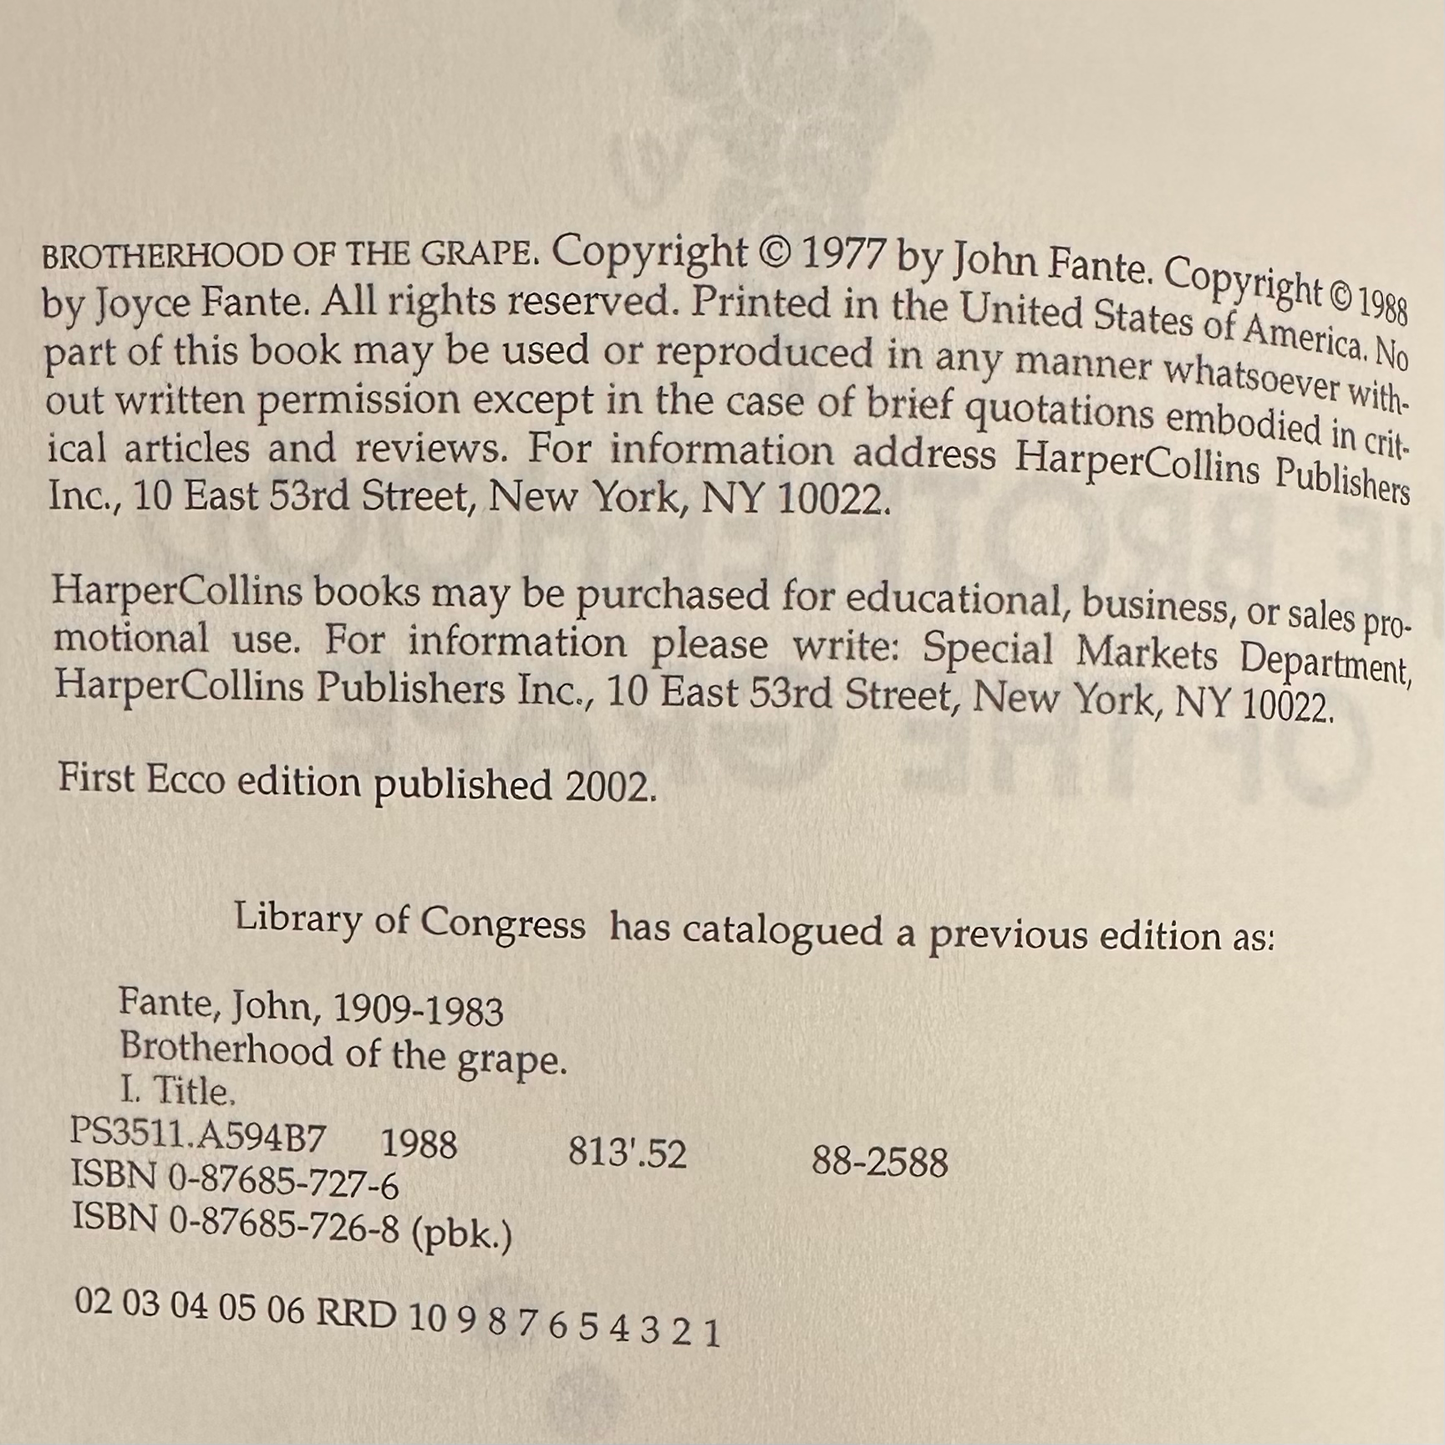 BROTHERHOOD OF THE GRAPE. Copyright © 1977 by John Fante. Copyright © 1988
by Joyce Fante. All rights reserved. Printed in the United States of America. No
part of this book may be used or reproduced in any manner whatsoever with-
out written permission except in the case of brief quotations embodied in crit-
ical articles and reviews. For information address HarperCollins Publishers
Inc., 10 East 53rd Street, New York, NY 10022.
HarperCollins books may be purchased for educational, business, or sales pro-
motional use. For information please write: Special Markets Department,
HarperCollins Publishers Inc., 10 East 53rd Street, New York, NY 10022.
First Ecco edition published 2002.
Library of Congress has catalogued a previous edition as:
Fante, John, 1909-1983
Brotherhood of the grape.
I. Title.
PS3511.A594B7 1988 813'.52 88-2588
ISBN 0-87685-727-6
ISBN 0-87685-726-8 (pbk.)
02 03 04 05 06 RRD 10 9 8 7 6 5 4 3 2 1